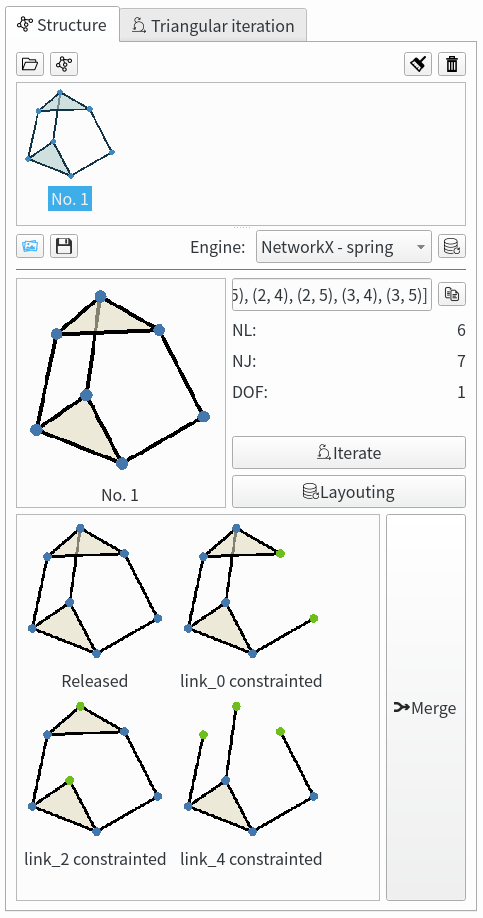 Structure
Triangular iteration
No. 1
Engine: NetworkX - spring
5), (2, 4), (2, 5), (3, 4), (3, 5)]
NL: 6
NJ: 7
DOF: 1
Iterate
Layouting
No. 1
Released
link_0 constrainted
link_2 constrainted
link_4 constrainted
Merge